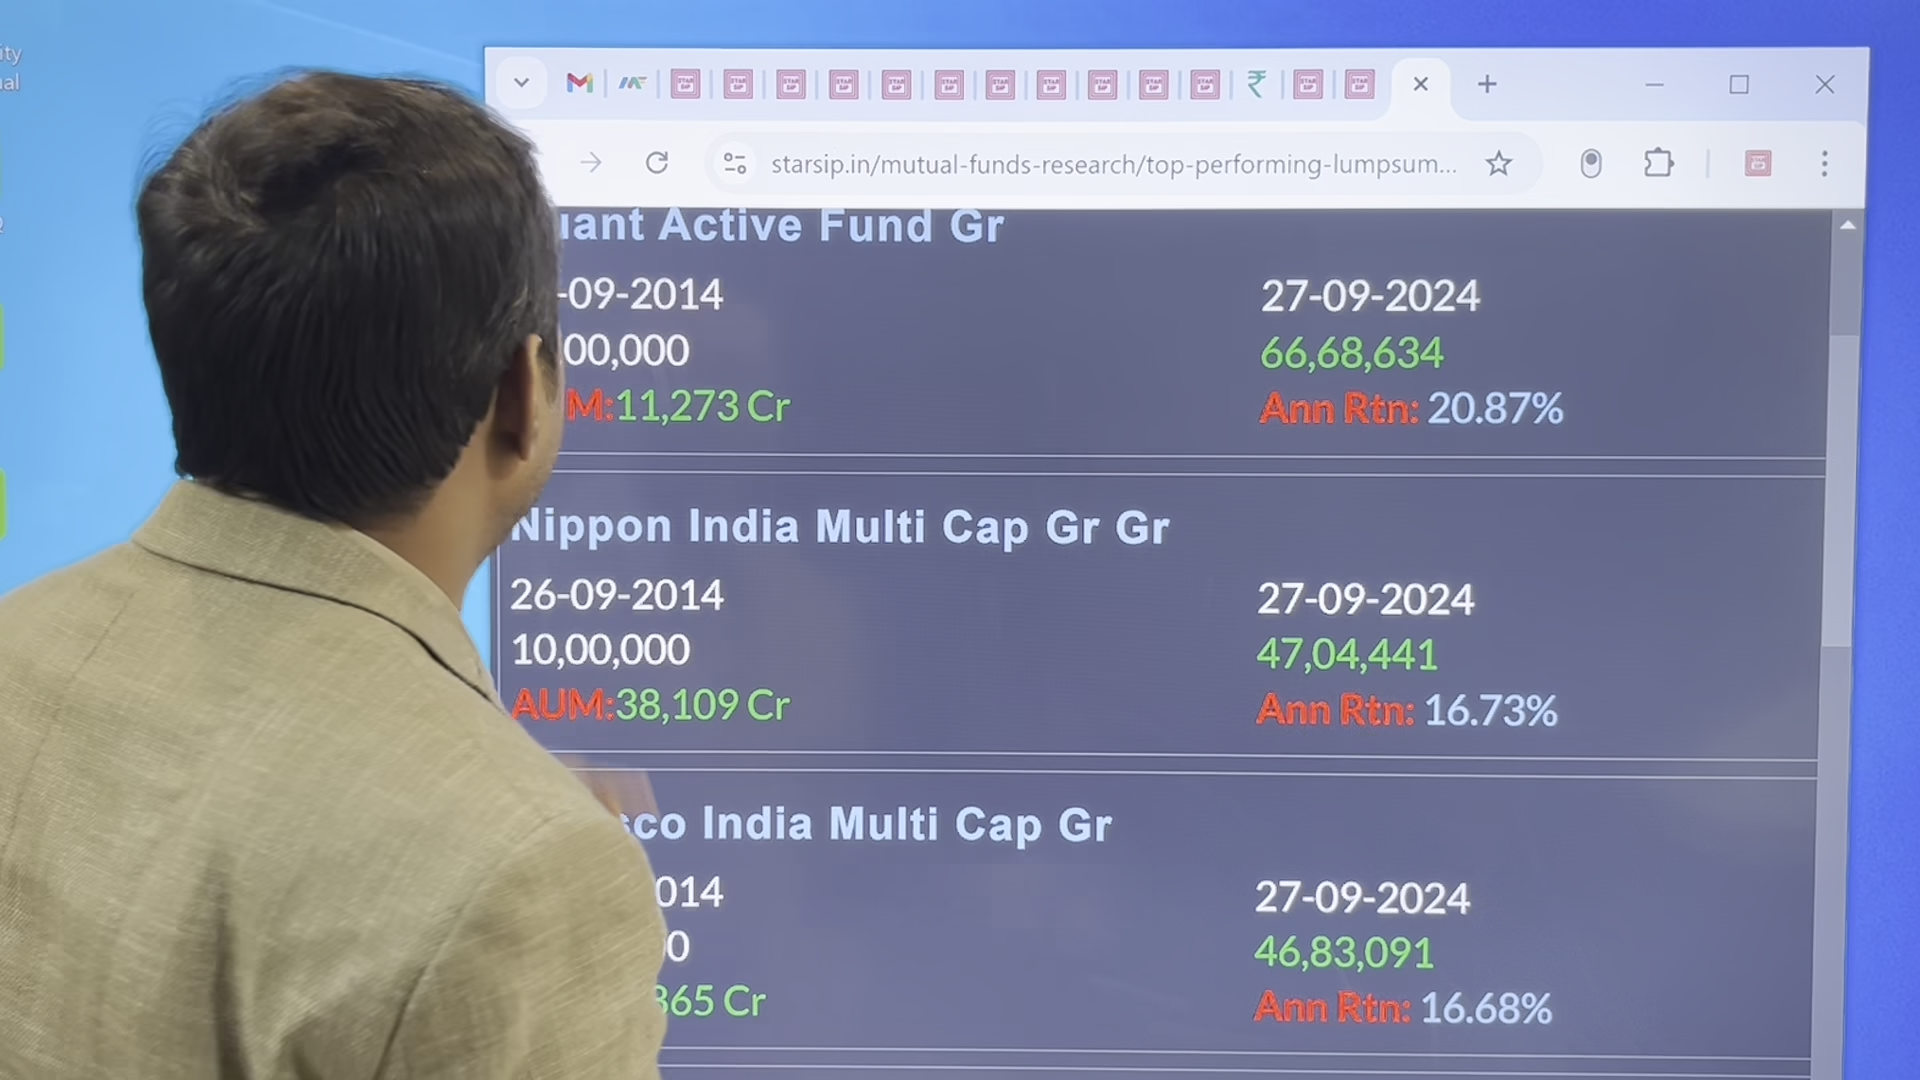 ity
al
starsip.in/mutual-funds-research/top-performing-lumpsum...
Active Fund Gr
-09-2014
27-09-2024
00,000
66,68,634
M:11,273 Cr
Ann Rtn: 20.87%
Nippon India Multi Cap Gr Gr
26-09-2014
27-09-2024
10,00,000
47,04,441
AUM:38,109 Cr
Ann Rtn: 16.73%
sco India Multi Cap Gr
014
27-09-2024
0
46,83,091
365 Cr
Ann Rtn: 16.68%